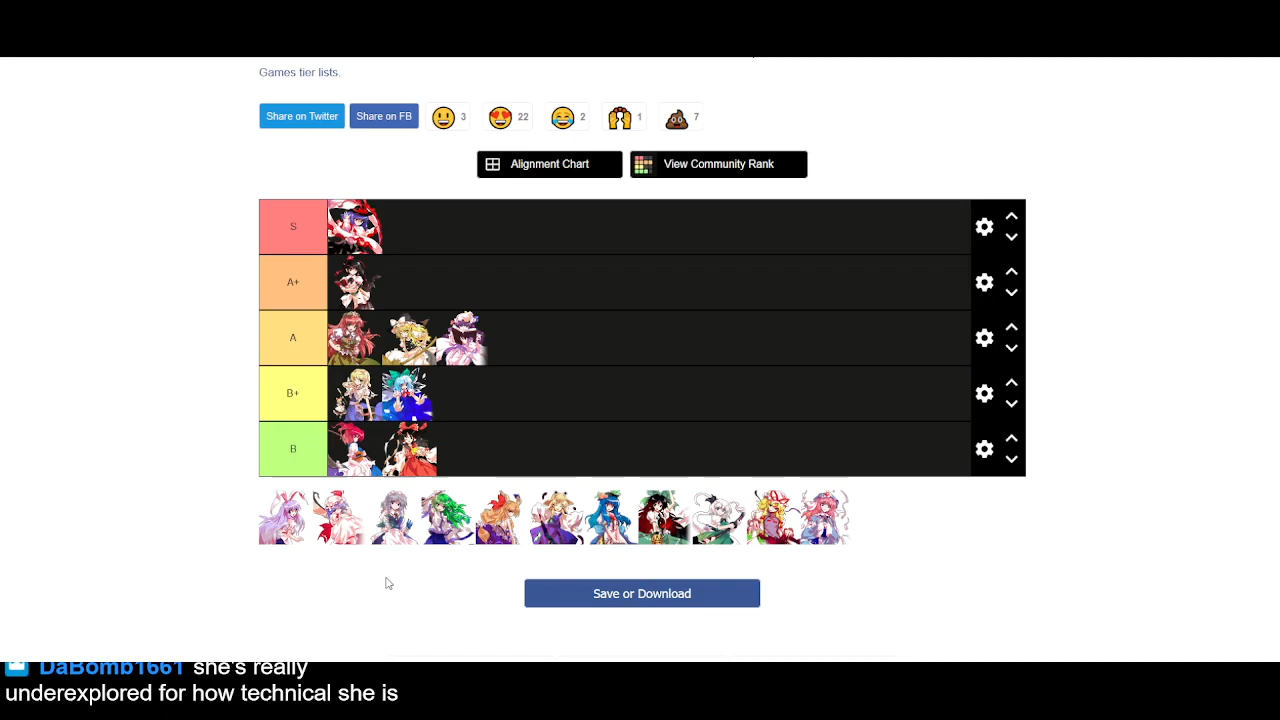 Games tier lists.
Share on Twitter Share on FB 3 22 2 1 7
Alignment Chart View Community Rank
S
A+
A
B+
B
Save or Download
DaBomb1661 she's really
underexplored for how technical she is